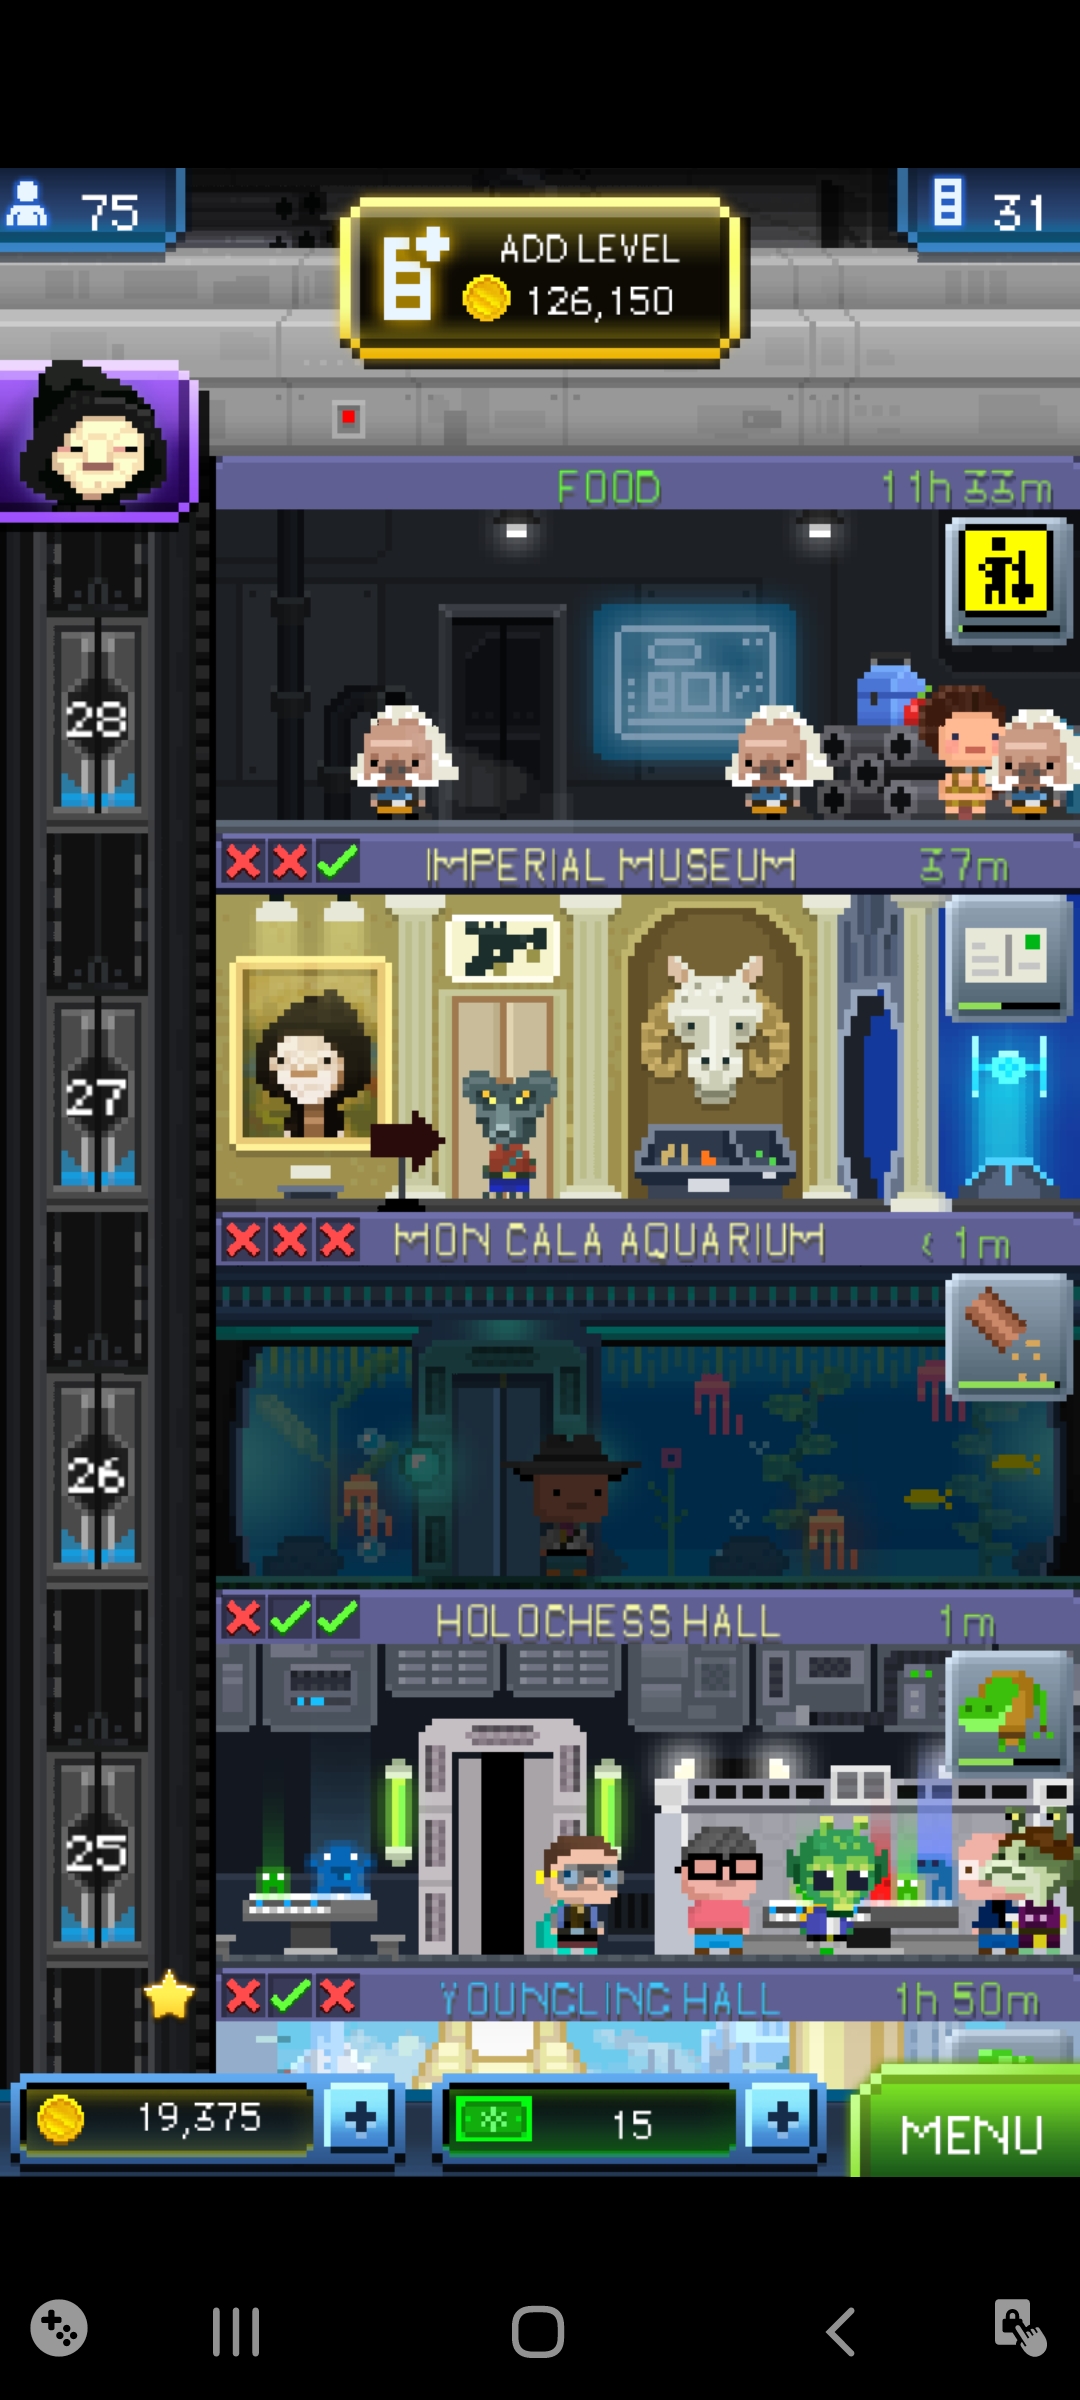 75
ADD LEVEL
126,150
31
FOOD 11h 33m
28
IMPERIAL MUSEUM 37m
27
MON CALA AQUARIUM < 1m
26
HOLOCHESS HALL 1m
25
YOUNGLING HALL 1h 50m
19,375
15
MENU